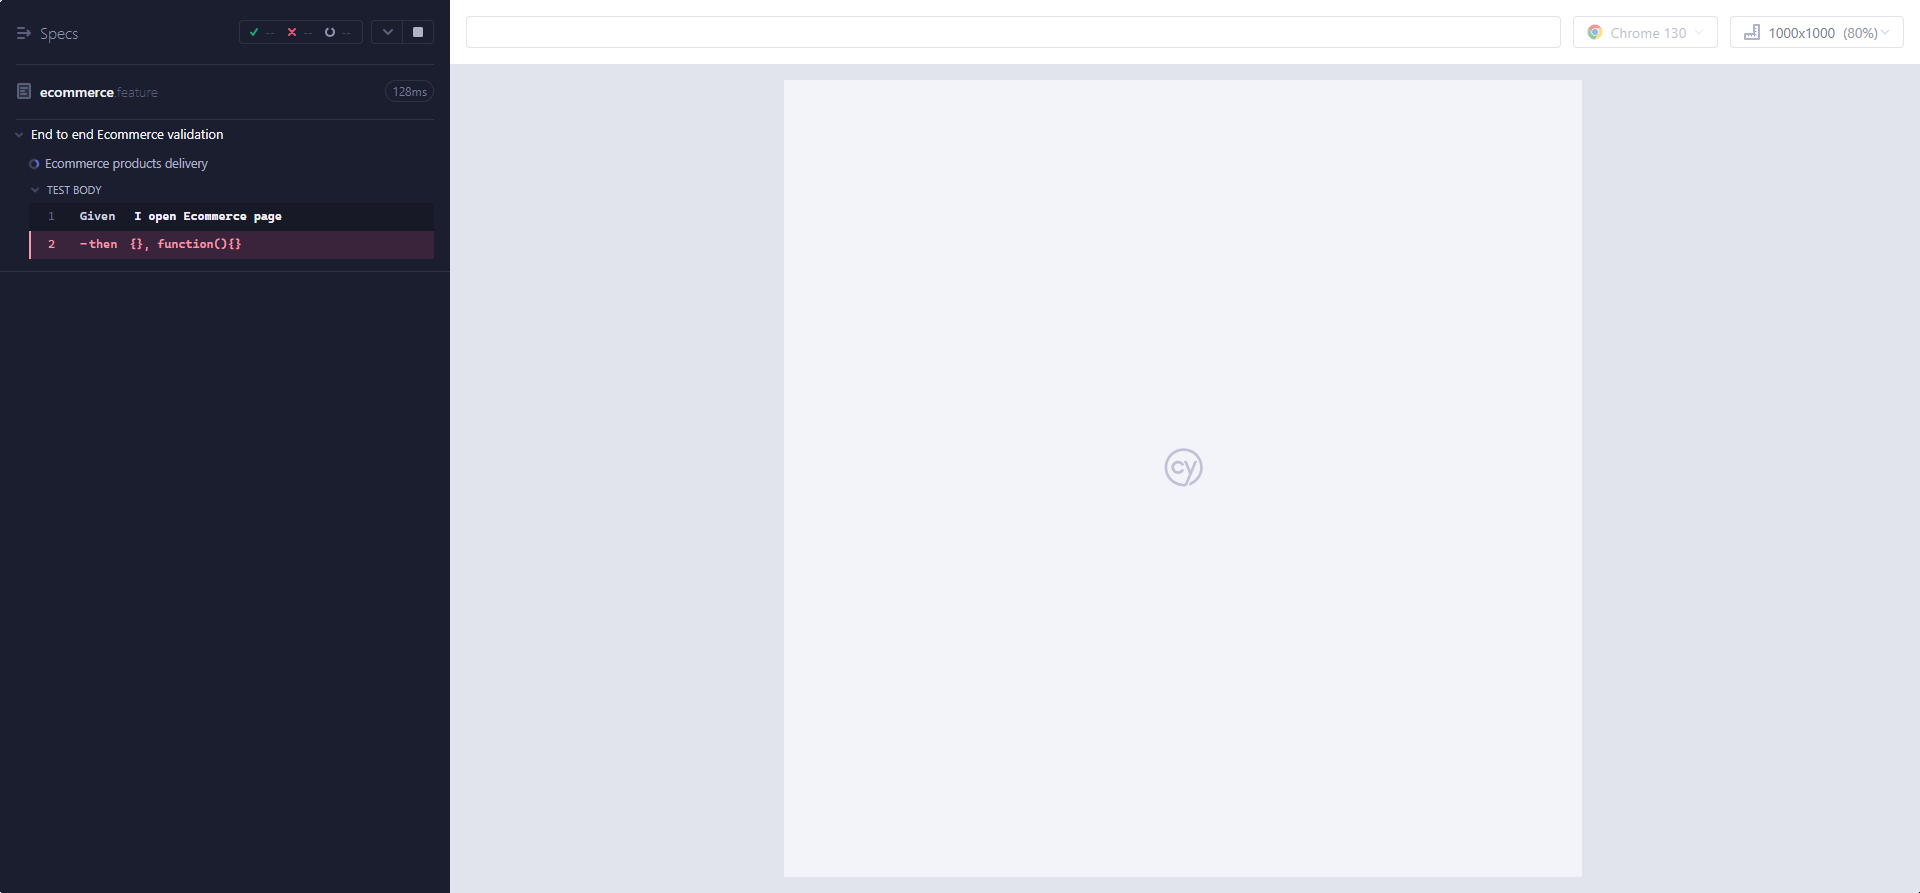 Specs
-- -- --
ecommerce.feature
128ms
End to end Ecommerce validation
Ecommerce products delivery
TEST BODY
1 Given I open Ecommerce page
2 -then {}, function(){}
Chrome 130
1000x1000 (80%)
cy